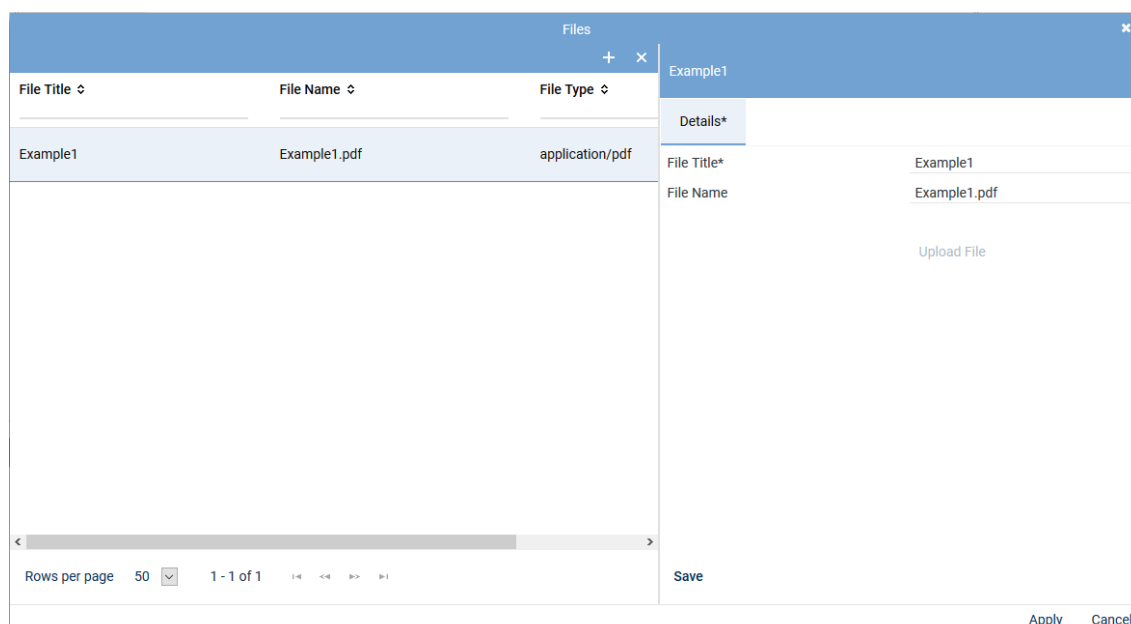 Files
Example1
File Title File Name File Type
Details*
Example1 Example1.pdf application/pdf
File Title* Example1
File Name Example1.pdf
Upload File
Rows per page 50 1 - 1 of 1
Save
Apply Cancel